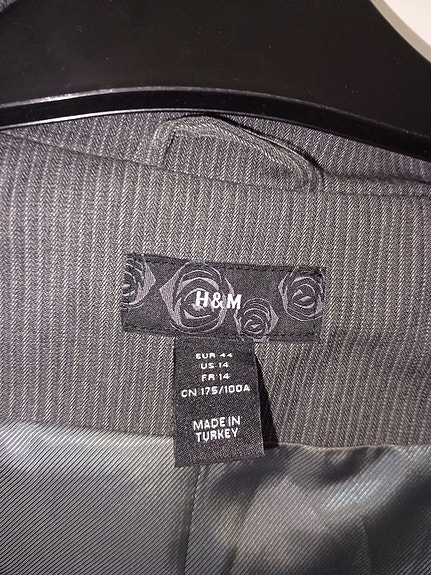 H&M
EUR 44
US 14
FR 14
CN 175/100A
MADE IN
TURKEY